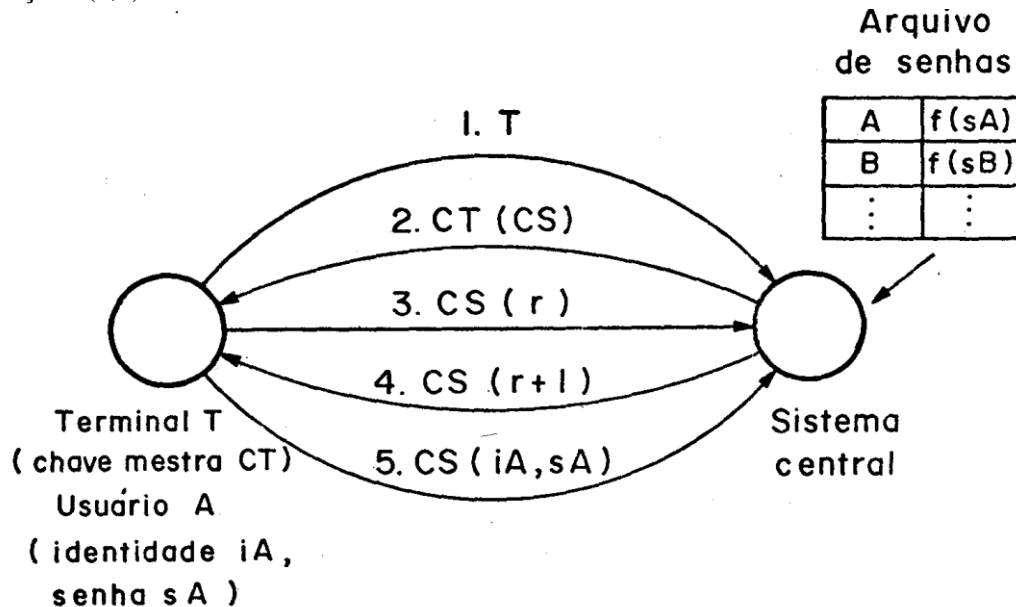 Arquivo
de senhas
A f(sA)
B f(sB)
⋮ ⋮
1. T
2. CT (CS)
3. CS ( r )
4. CS (r+1)
5. CS ( iA, sA )
Terminal T
( chave mestra CT)
Usuário A
( identidade iA,
senha sA )
Sistema
central